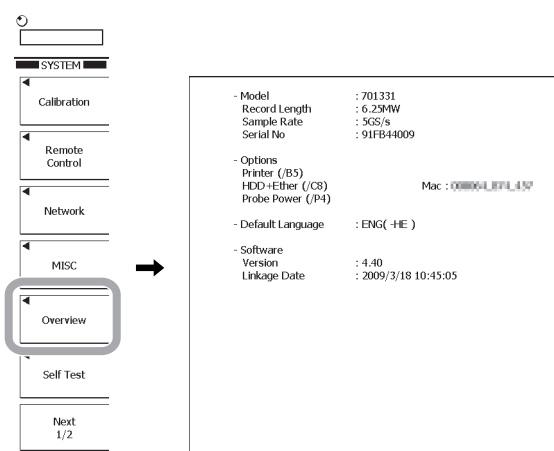 SYSTEM
Calibration
Remote
Control
Network
MISC
Overview
Self Test
Next
1/2
- Model : 701331
Record Length : 6.25MW
Sample Rate : 5GS/s
Serial No : 91FB44009
- Options
Printer (/B5)
HDD+Ether (/C8) Mac :
Probe Power (/P4)
- Default Language : ENG( -HE )
- Software
Version : 4.40
Linkage Date : 2009/3/18 10:45:05